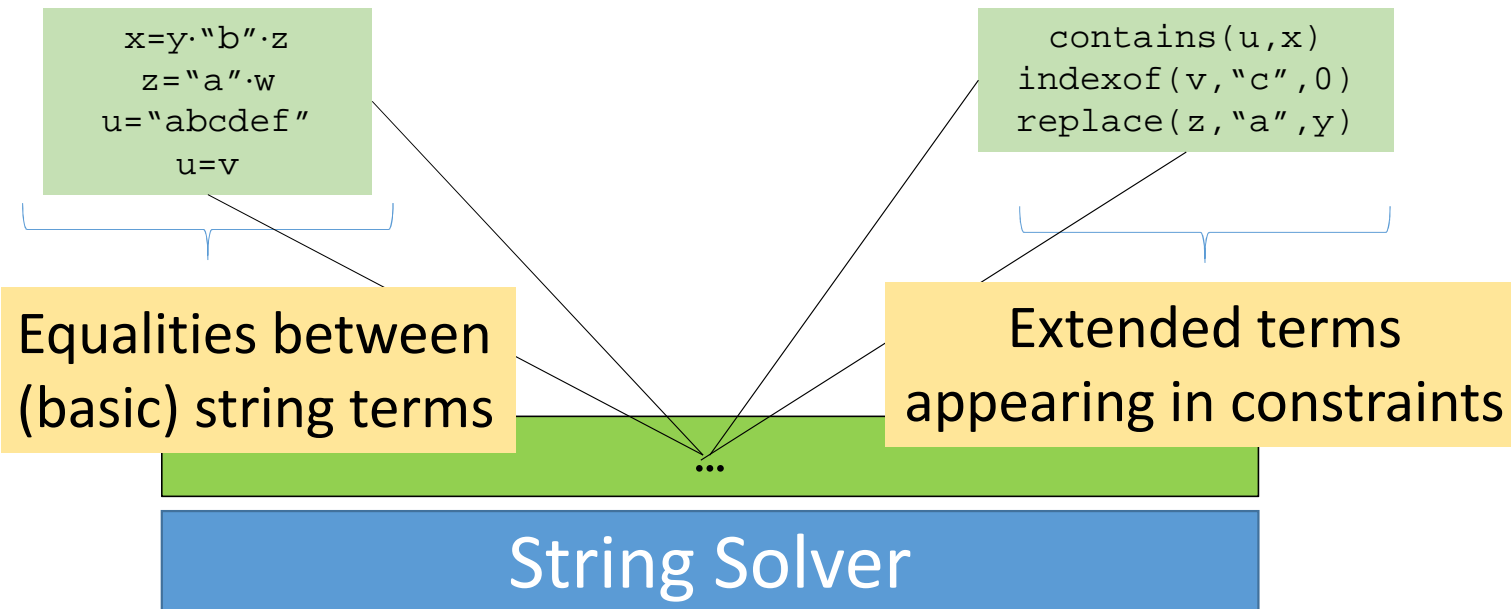 x=y·“b”·z
z=“a”·w
u=“abcdef”
u=v
contains(u,x)
indexof(v,“c”,0)
replace(z,“a”,y)
Equalities between
(basic) string terms
Extended terms
appearing in constraints
…
String Solver